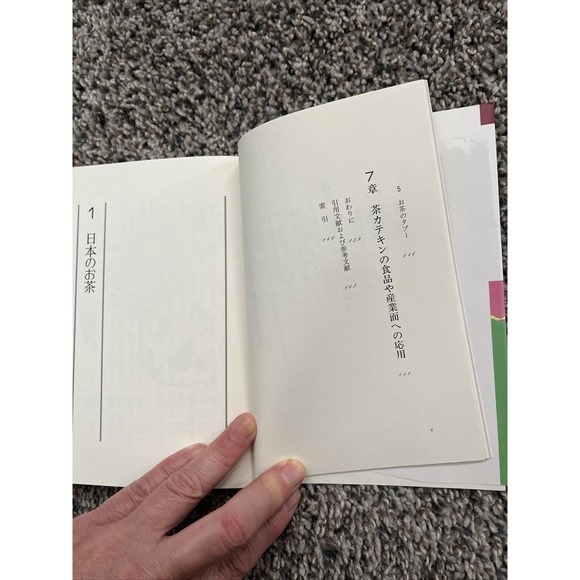 5 お茶のタブー
7章 茶カテキンの食品や産業面への応用
おわりに
引用文献および参考文献
索引
1 日本のお茶